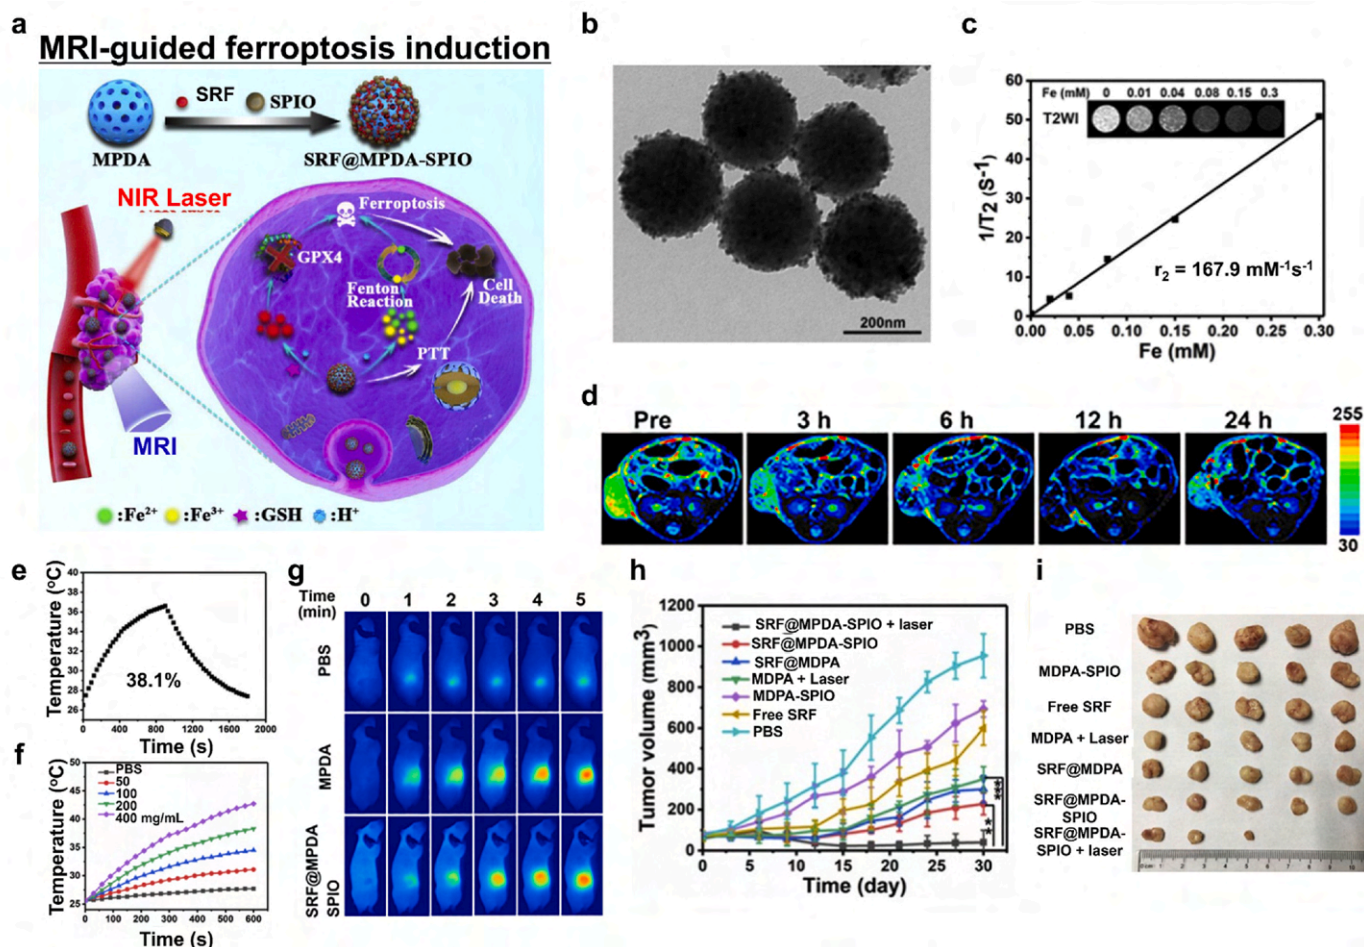 a
MRI-guided ferroptosis induction
SRF
SPIO
MPDA
SRF@MPDA-SPIO
NIR Laser
Ferroptosis
GPX4
Fenton
Reaction
Cell
Death
PTT
MRI
:Fe²⁺ :Fe³⁺ :GSH :H⁺
b
200nm
c
1/T₂ (S⁻¹)
60
50
40
30
20
10
0
Fe (mM) 0 0.01 0.04 0.08 0.15 0.3
T2WI
r₂ = 167.9 mM⁻¹s⁻¹
0.00 0.05 0.10 0.15 0.20 0.25 0.30
Fe (mM)
d
Pre 3 h 6 h 12 h 24 h
255
30
e
Temperature (°C)
40
38
36
34
32
30
28
26
38.1%
0 400 800 1200 1600 2000
Time (s)
f
Temperature (°C)
50
45
40
35
30
25
PBS
50
100
200
400 mg/mL
0 100 200 300 400 500 600
Time (s)
g
Time
(min)
0 1 2 3 4 5
PBS
MPDA
SRF@MPDA
SPIO
h
Tumor volume (mm³)
1200
1000
800
600
400
200
0
SRF@MPDA-SPIO + laser
SRF@MPDA-SPIO
SRF@MDPA
MDPA + Laser
MDPA-SPIO
Free SRF
PBS
***
**
0 5 10 15 20 25 30
Time (day)
i
PBS
MDPA-SPIO
Free SRF
MDPA + Laser
SRF@MDPA
SRF@MPDA-
SPIO
SRF@MPDA-
SPIO + laser